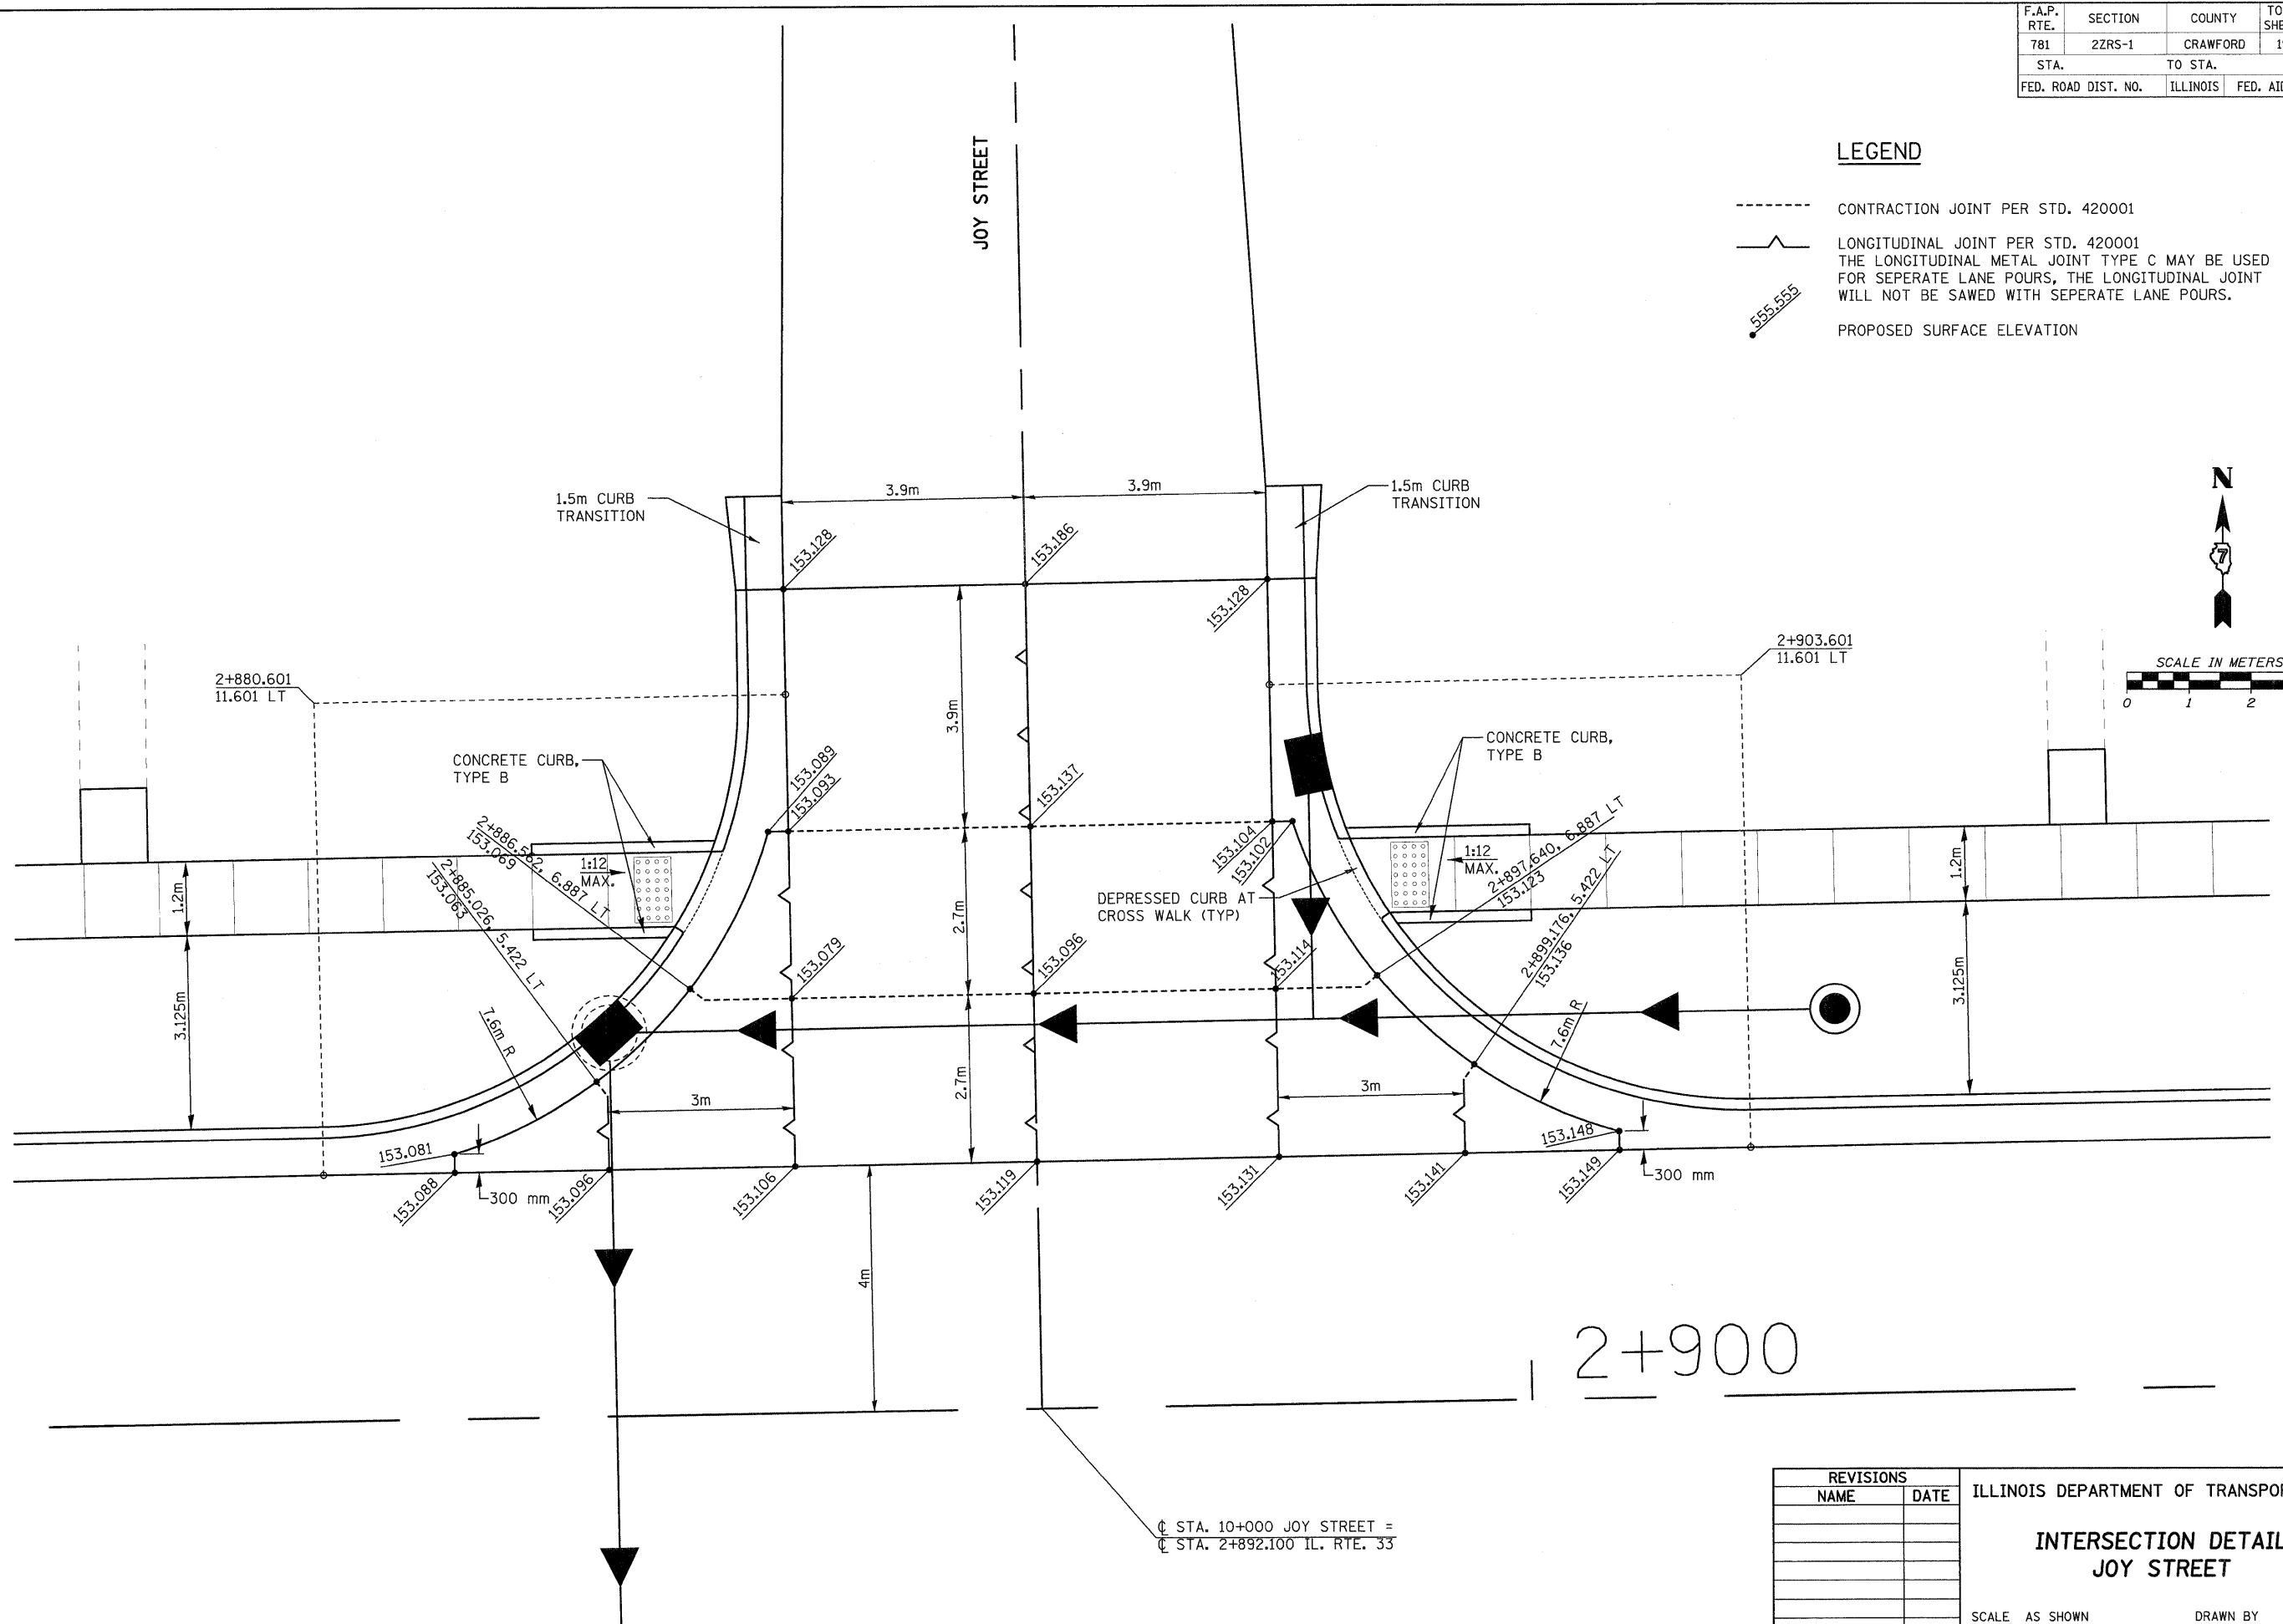 F.A.P. RTE. SECTION COUNTY
781 2ZRS-1 CRAWFORD
STA. TO STA.
FED. ROAD DIST. NO. ILLINOIS FED.
LEGEND
CONTRACTION JOINT PER STD. 420001
LONGITUDINAL JOINT PER STD. 420001
THE LONGITUDINAL METAL JOINT TYPE C MAY BE USED
FOR SEPERATE LANE POURS, THE LONGITUDINAL JOINT
WILL NOT BE SAWED WITH SEPERATE LANE POURS.
555.555
PROPOSED SURFACE ELEVATION
JOY STREET
N
7
SCALE IN METERS
0 1 2
1.5m CURB
TRANSITION
3.9m
3.9m
1.5m CURB
TRANSITION
153.128
153.186
153.128
2+880.601
11.601 LT
2+903.601
11.601 LT
3.9m
CONCRETE CURB,
TYPE B
CONCRETE CURB,
TYPE B
153.089
153.093
153.137
153.104
153.102
2+886.562, 6.887 LT
153.069
2+885.026, 5.422 LT
153.063
1:12
MAX.
1:12
MAX.
2+897.640, 6.887 LT
153.123
2+899.176, 5.422 LT
153.136
DEPRESSED CURB AT
CROSS WALK (TYP)
1.2m
1.2m
2.7m
153.079
153.096
153.114
3.125m
3.125m
7.6m R
7.6m R
3m
2.7m
3m
153.081
153.148
300 mm
300 mm
153.088
153.096
153.106
153.119
153.131
153.141
153.149
4m
2+900
℄ STA. 10+000 JOY STREET =
℄ STA. 2+892.100 IL. RTE. 33
REVISIONS
NAME DATE
ILLINOIS DEPARTMENT OF
INTERSECTION DETAIL
JOY STREET
SCALE AS SHOWN DRAWN BY